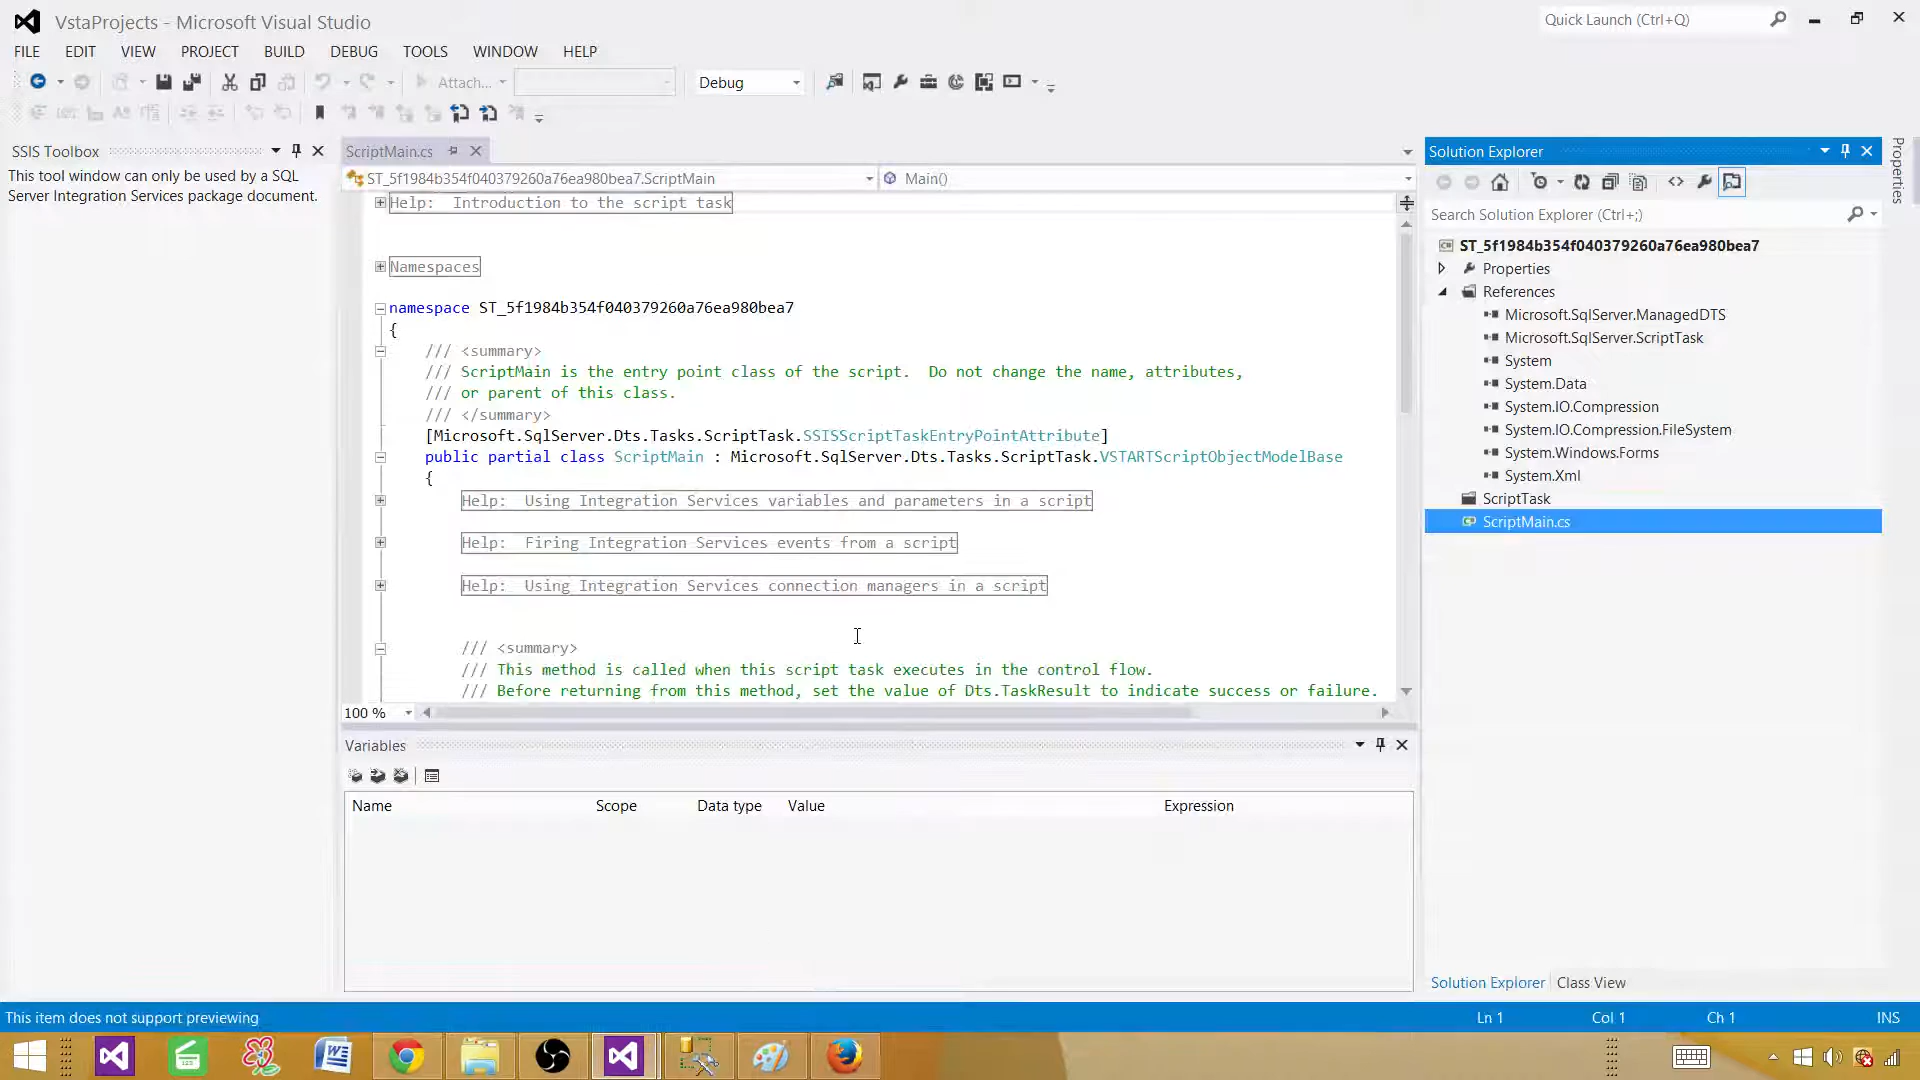 VstaProjects - Microsoft Visual Studio
Quick Launch (Ctrl+Q)
FILE EDIT VIEW PROJECT BUILD DEBUG TOOLS WINDOW HELP
Attach...
Debug
SSIS Toolbox
This tool window can only be used by a SQL
Server Integration Services package document.
ScriptMain.cs
ST_5f1984b354f040379260a76ea980bea7.ScriptMain
Main()
Help:  Introduction to the script task
Namespaces
namespace ST_5f1984b354f040379260a76ea980bea7
{
/// <summary>
/// ScriptMain is the entry point class of the script.  Do not change the name, attributes,
/// or parent of this class.
/// </summary>
[Microsoft.SqlServer.Dts.Tasks.ScriptTask.SSISScriptTaskEntryPointAttribute]
public partial class ScriptMain : Microsoft.SqlServer.Dts.Tasks.ScriptTask.VSTARTScriptObjectModelBase
{
Help:  Using Integration Services variables and parameters in a script
Help:  Firing Integration Services events from a script
Help:  Using Integration Services connection managers in a script
/// <summary>
/// This method is called when this script task executes in the control flow.
/// Before returning from this method, set the value of Dts.TaskResult to indicate success or failure.
100 %
Variables
Name Scope Data type Value Expression
Solution Explorer
Search Solution Explorer (Ctrl+;)
ST_5f1984b354f040379260a76ea980bea7
Properties
References
Microsoft.SqlServer.ManagedDTS
Microsoft.SqlServer.ScriptTask
System
System.Data
System.IO.Compression
System.IO.Compression.FileSystem
System.Windows.Forms
System.Xml
ScriptTask
ScriptMain.cs
Solution Explorer Class View
Properties
This item does not support previewing
Ln 1 Col 1 Ch 1 INS